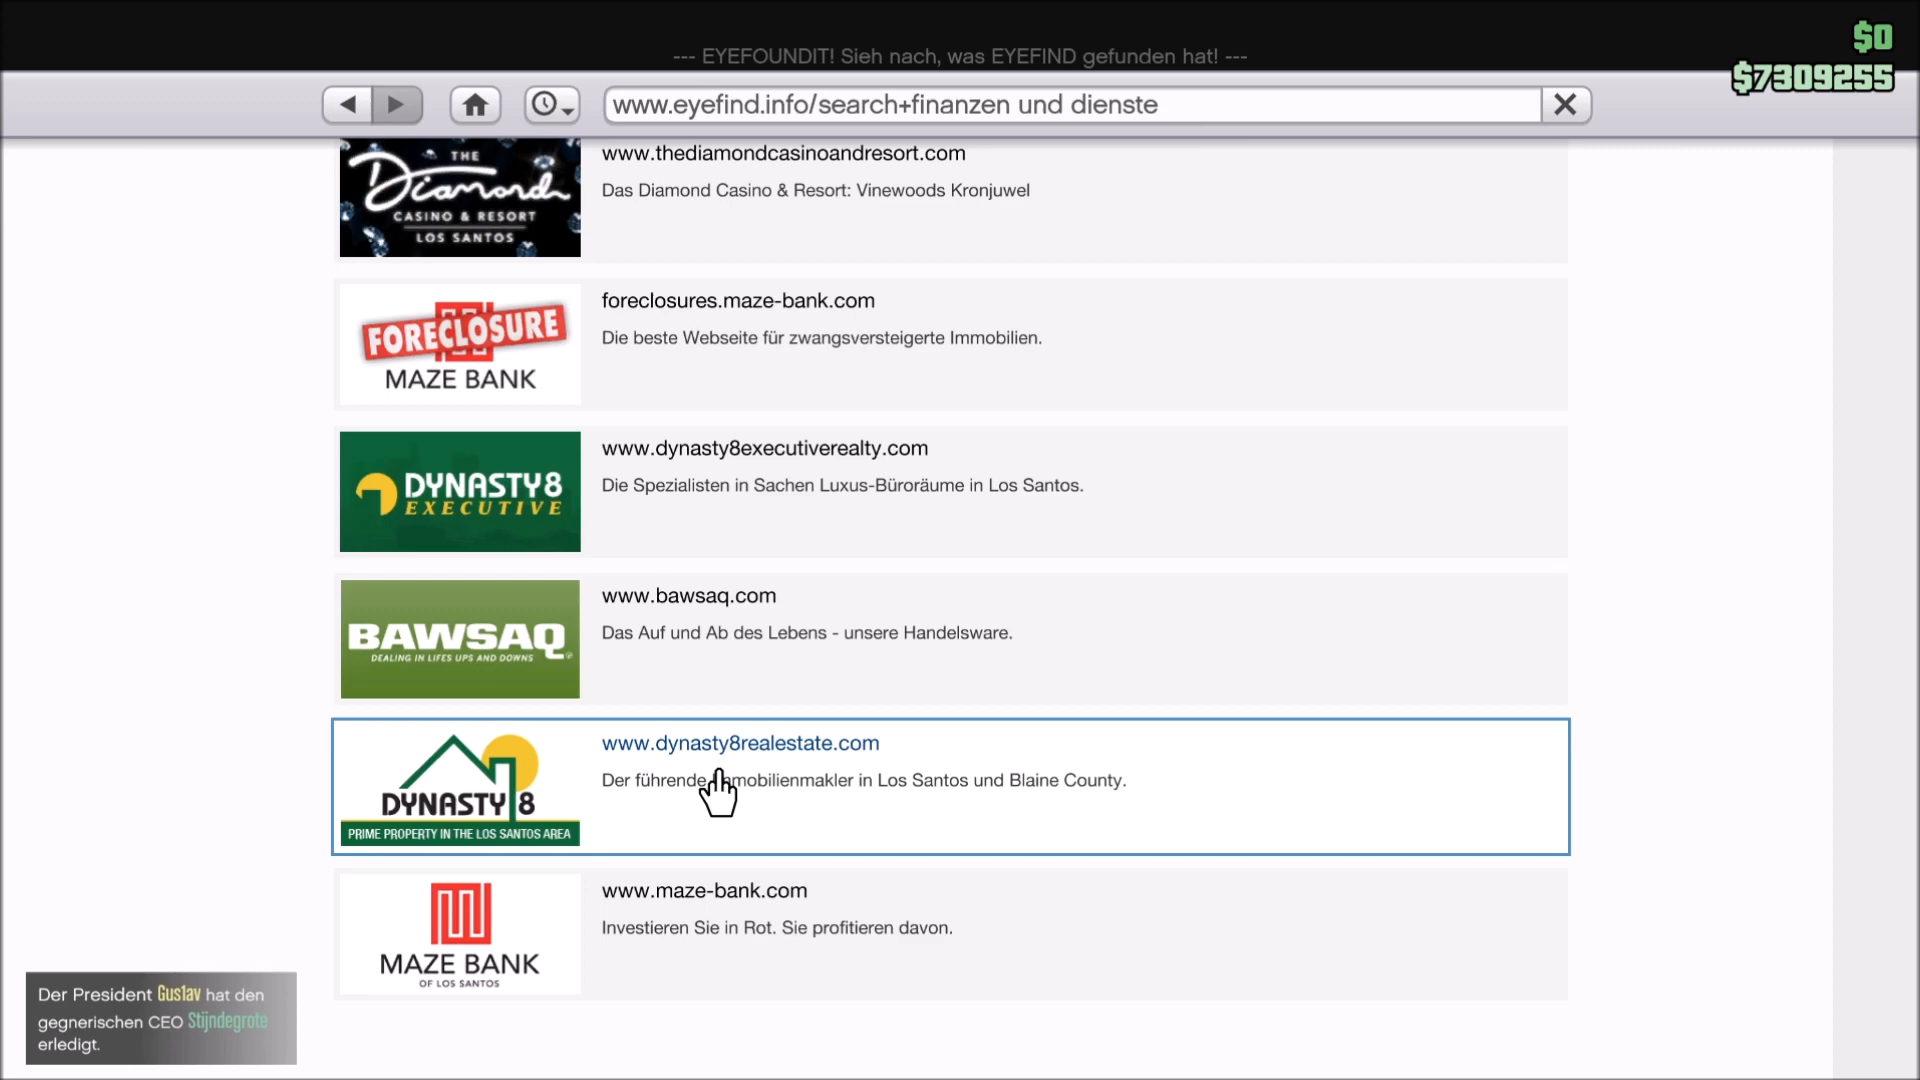 --- EYEFOUNDIT! Sieh nach, was EYEFIND gefunden hat! ---
$0
$7309255
www.eyefind.info/search+finanzen und dienste
THE
Diamond
CASINO & RESORT
LOS SANTOS
www.thediamondcasinoandresort.com
Das Diamond Casino & Resort: Vinewoods Kronjuwel
FORECLOSURE
MAZE BANK
foreclosures.maze-bank.com
Die beste Webseite für zwangsversteigerte Immobilien.
DYNASTY8
EXECUTIVE
www.dynasty8executiverealty.com
Die Spezialisten in Sachen Luxus-Büroräume in Los Santos.
BAWSAQ
DEALING IN LIFES UPS AND DOWNS
www.bawsaq.com
Das Auf und Ab des Lebens - unsere Handelsware.
DYNASTY 8
PRIME PROPERTY IN THE LOS SANTOS AREA
www.dynasty8realestate.com
Der führende Immobilienmakler in Los Santos und Blaine County.
MAZE BANK
OF LOS SANTOS
www.maze-bank.com
Investieren Sie in Rot. Sie profitieren davon.
Der President Gus1av hat den
gegnerischen CEO Stijndegrote
erledigt.